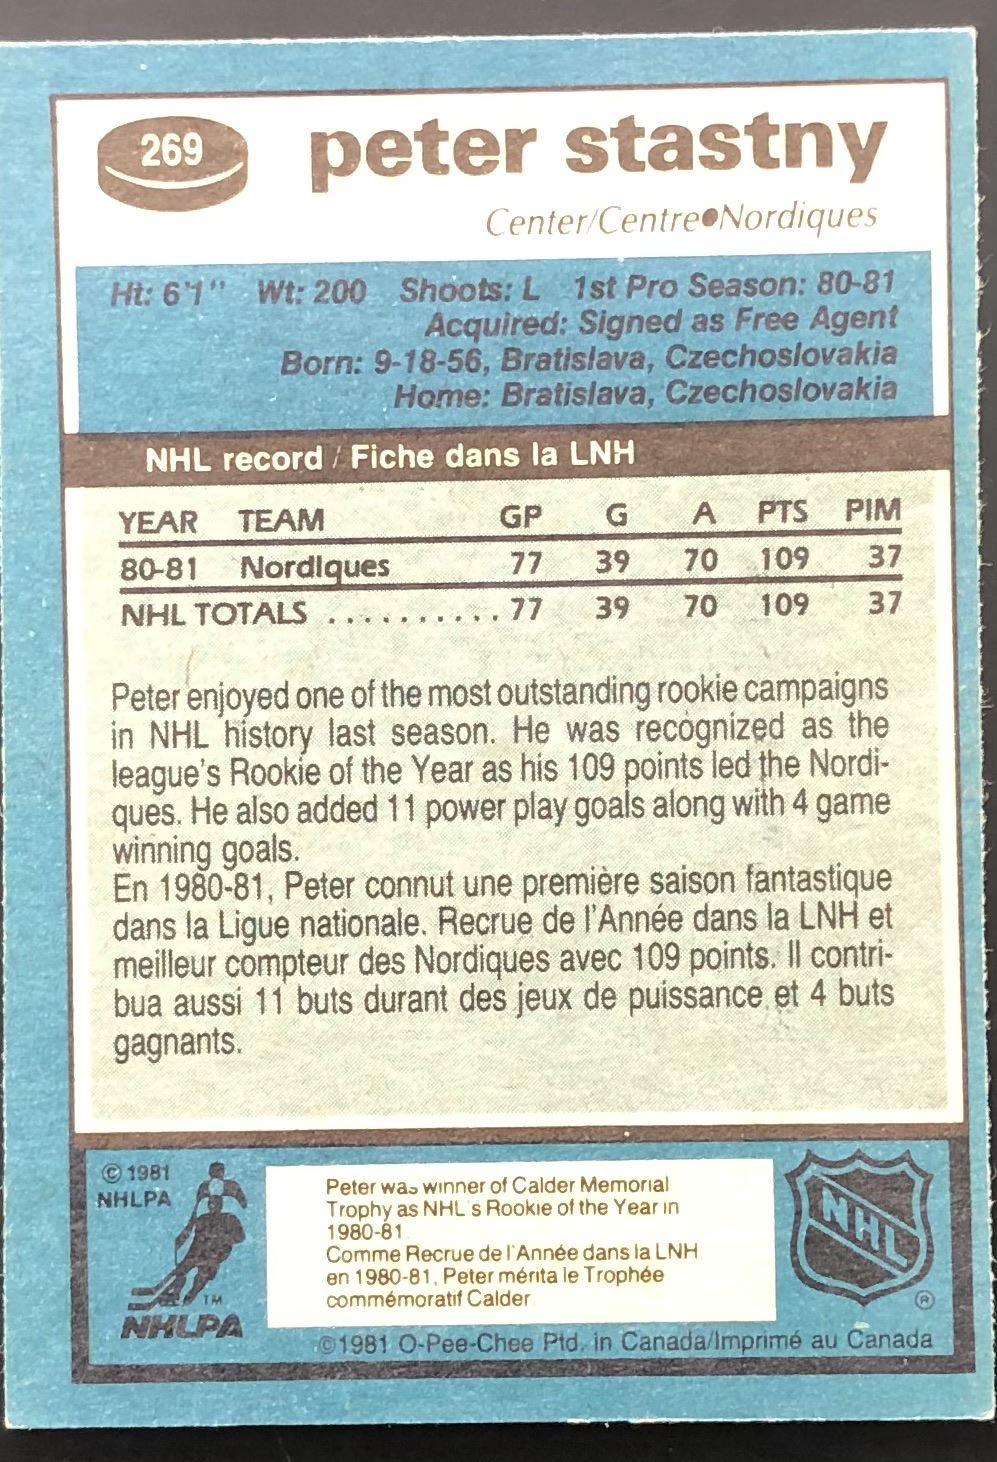 269
peter stastny
Center/Centre●Nordiques
Ht: 6'1" Wt: 200 Shoots: L 1st Pro Season: 80-81
Acquired: Signed as Free Agent
Born: 9-18-56, Bratislava, Czechoslovakia
Home: Bratislava, Czechoslovakia
NHL record / Fiche dans la LNH
YEAR TEAM GP G A PTS PIM
80-81 Nordiques 77 39 70 109 37
NHL TOTALS .......... 77 39 70 109 37
Peter enjoyed one of the most outstanding rookie campaigns
in NHL history last season. He was recognized as the
league's Rookie of the Year as his 109 points led the Nordi-
ques. He also added 11 power play goals along with 4 game
winning goals.
En 1980-81, Peter connut une première saison fantastique
dans la Ligue nationale. Recrue de l'Année dans la LNH et
meilleur compteur des Nordiques avec 109 points. Il contri-
bua aussi 11 buts durant des jeux de puissance et 4 buts
gagnants.
© 1981
NHLPA
TM
NHLPA
Peter was winner of Calder Memorial
Trophy as NHL's Rookie of the Year in
1980-81
Comme Recrue de l'Année dans la LNH
en 1980-81, Peter mérita le Trophée
commémoratif Calder
NHL
®
©1981 O-Pee-Chee Ptd. in Canada/Imprimé au Canada